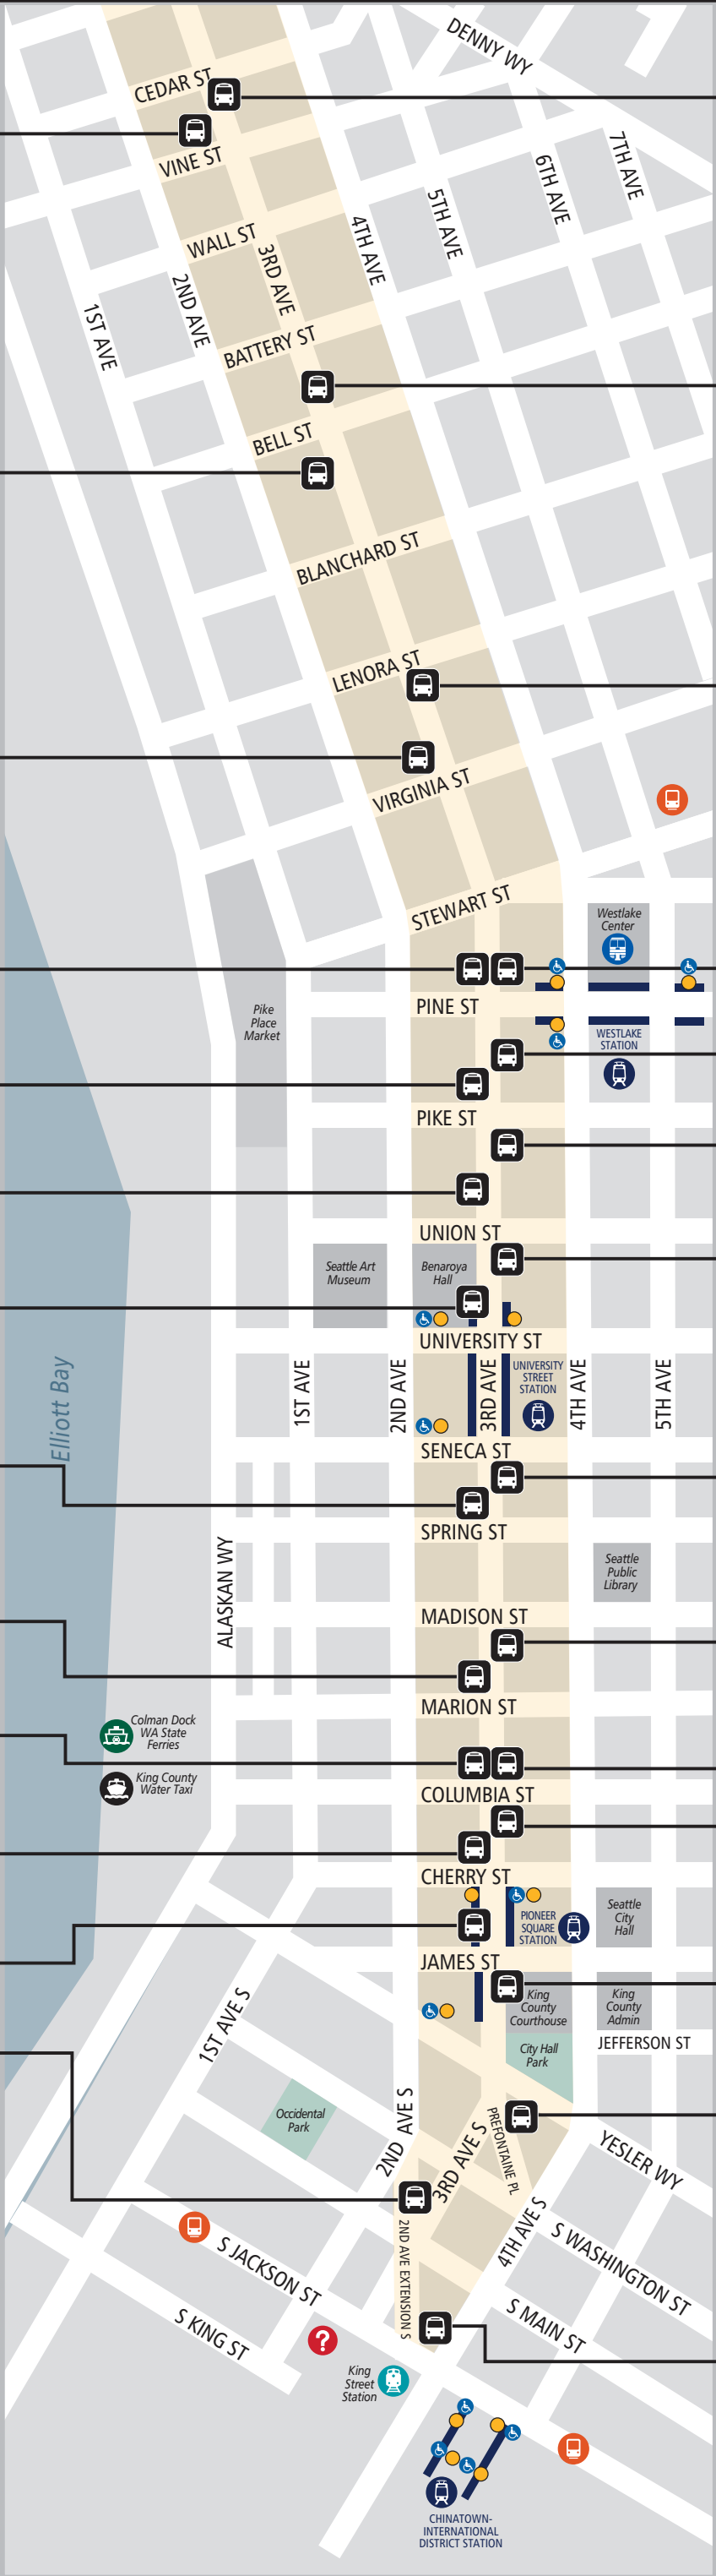 DENNY WY
CEDAR ST
VINE ST
7TH AVE
6TH AVE
5TH AVE
4TH AVE
WALL ST
3RD AVE
2ND AVE
1ST AVE
BATTERY ST
BELL ST
BLANCHARD ST
LENORA ST
VIRGINIA ST
STEWART ST
Westlake
Center
PINE ST
Pike
Place
Market
WESTLAKE
STATION
PIKE ST
UNION ST
Seattle Art
Museum
Benaroya
Hall
UNIVERSITY ST
Elliott Bay
1ST AVE
2ND AVE
3RD AVE
UNIVERSITY
STREET
STATION
4TH AVE
5TH AVE
SENECA ST
SPRING ST
ALASKAN WY
Seattle
Public
Library
MADISON ST
MARION ST
Colman Dock
WA State
Ferries
King County
Water Taxi
COLUMBIA ST
CHERRY ST
PIONEER
SQUARE
STATION
Seattle
City
Hall
JAMES ST
King
County
Courthouse
King
County
Admin
1ST AVE S
City Hall
Park
JEFFERSON ST
Occidental
Park
2ND AVE S
3RD AVE S
PREFONTAINE PL
YESLER WY
2ND AVE EXTENSION S
4TH AVE S
S WASHINGTON ST
S JACKSON ST
S MAIN ST
S KING ST
?
King
Street
Station
CHINATOWN-
INTERNATIONAL
DISTRICT STATION